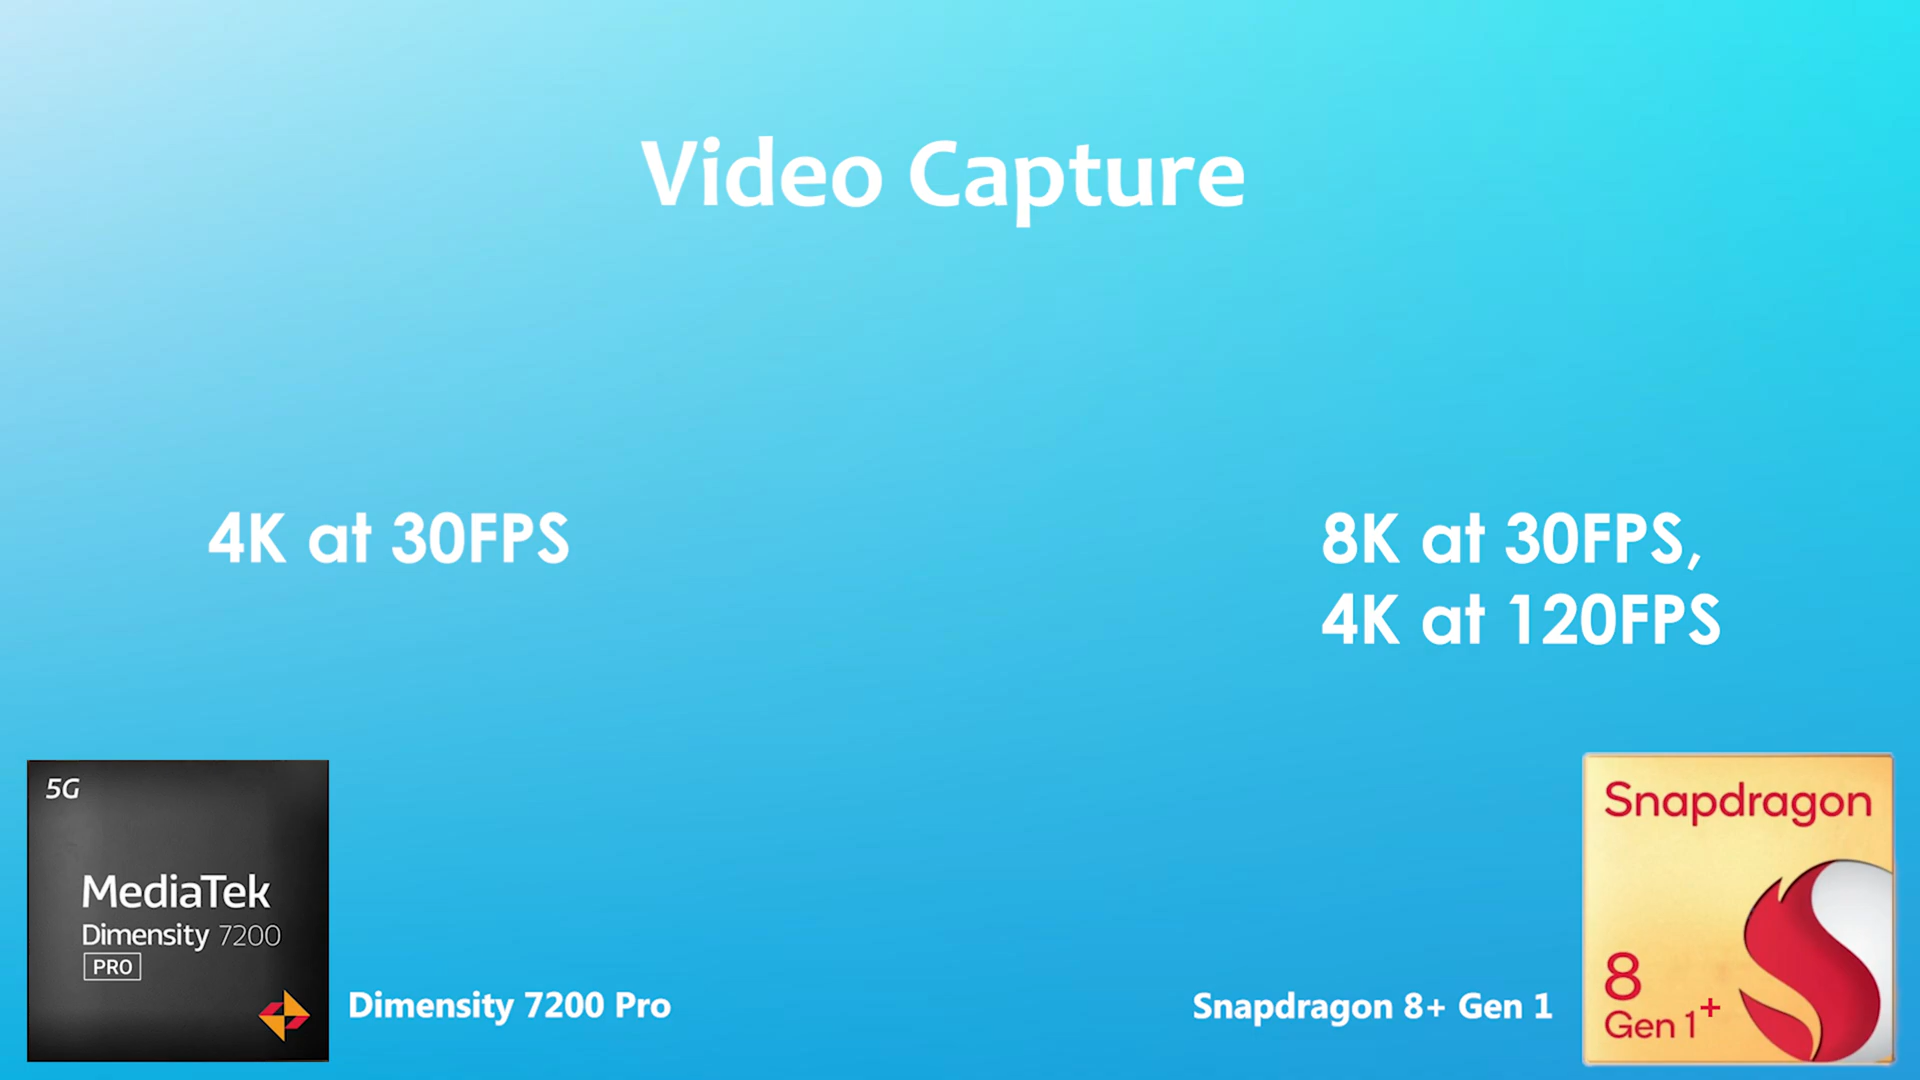 Video Capture
4K at 30FPS
8K at 30FPS,
4K at 120FPS
5G
MediaTek
Dimensity 7200
PRO
Dimensity 7200 Pro
Snapdragon 8+ Gen 1
Snapdragon
8
Gen 1+